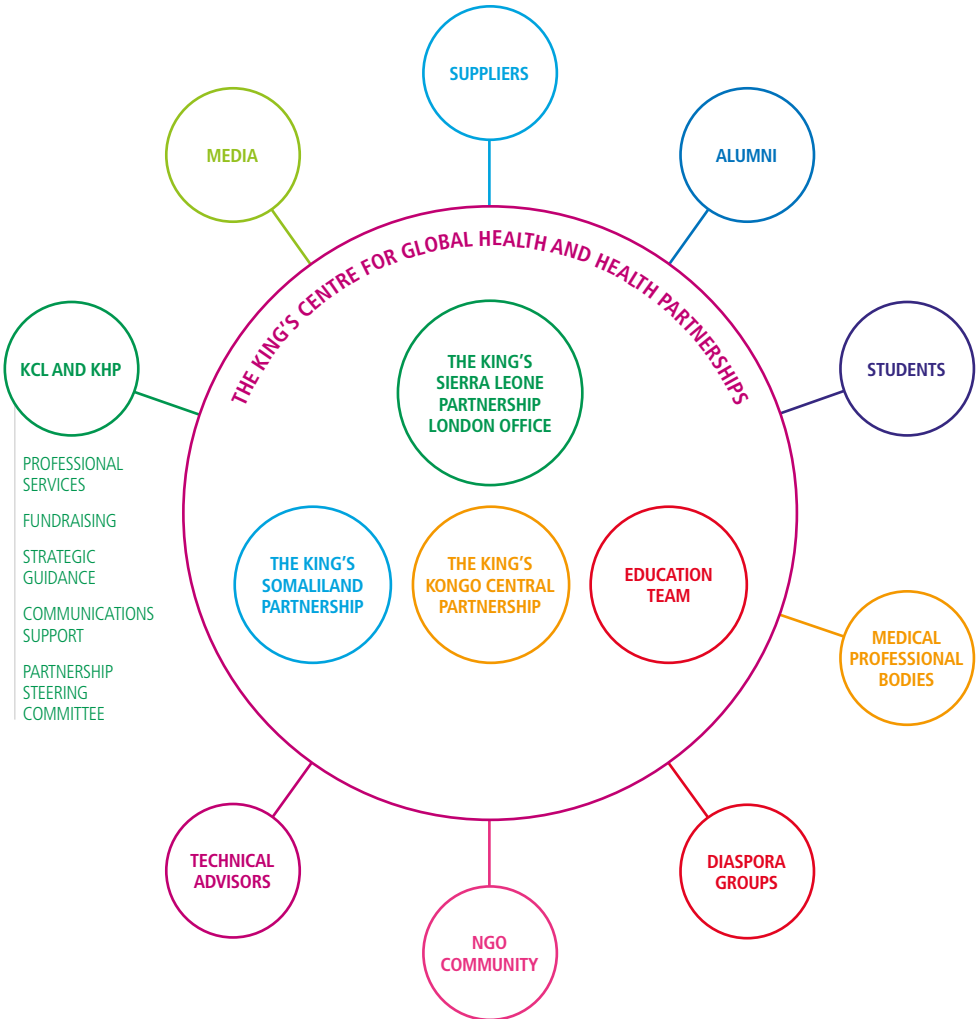 SUPPLIERS
MEDIA
ALUMNI
THE KING'S CENTRE FOR GLOBAL HEALTH AND HEALTH PARTNERSHIPS
KCL AND KHP
STUDENTS
THE KING'S
SIERRA LEONE
PARTNERSHIP
LONDON OFFICE
PROFESSIONAL
SERVICES
FUNDRAISING
STRATEGIC
GUIDANCE
COMMUNICATIONS
SUPPORT
PARTNERSHIP
STEERING
COMMITTEE
THE KING'S
SOMALILAND
PARTNERSHIP
THE KING'S
KONGO CENTRAL
PARTNERSHIP
EDUCATION
TEAM
MEDICAL
PROFESSIONAL
BODIES
TECHNICAL
ADVISORS
DIASPORA
GROUPS
NGO
COMMUNITY